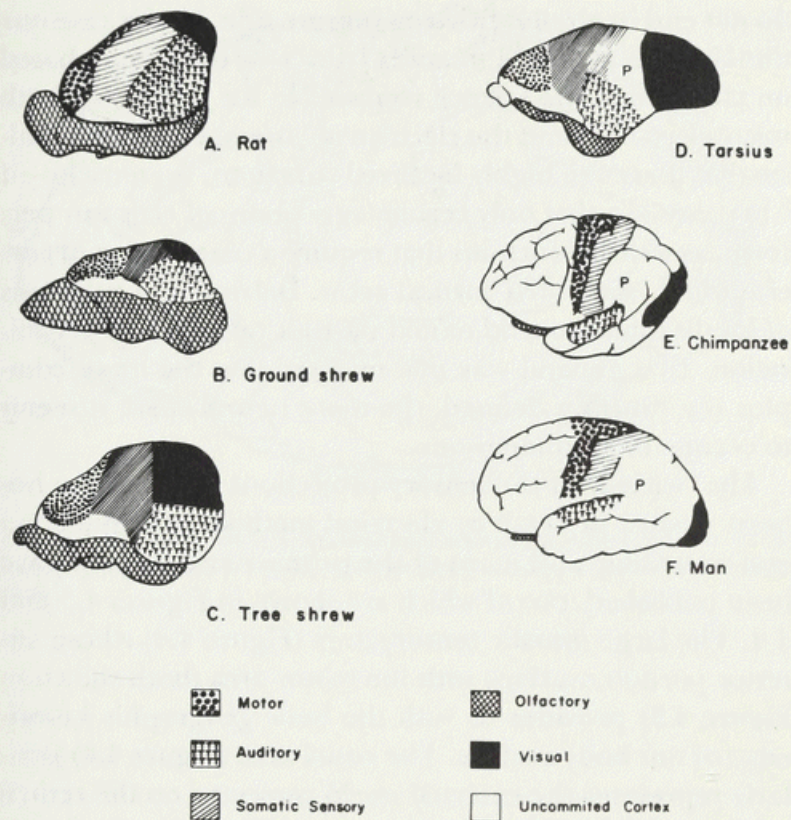 A. Rat
P
D. Tarsius
B. Ground shrew
P
E. Chimpanzee
C. Tree shrew
P
F. Man
Motor
Olfactory
Auditory
Visual
Somatic Sensory
Uncommited Cortex